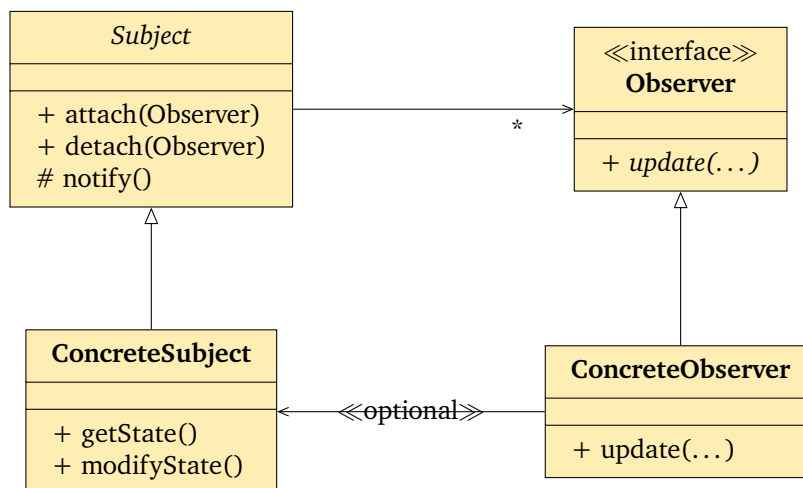 Subject
+ attach(Observer)
+ detach(Observer)
# notify()
≪interface≫
Observer
+ update(...)
*
ConcreteSubject
+ getState()
+ modifyState()
≪optional≫
ConcreteObserver
+ update(...)